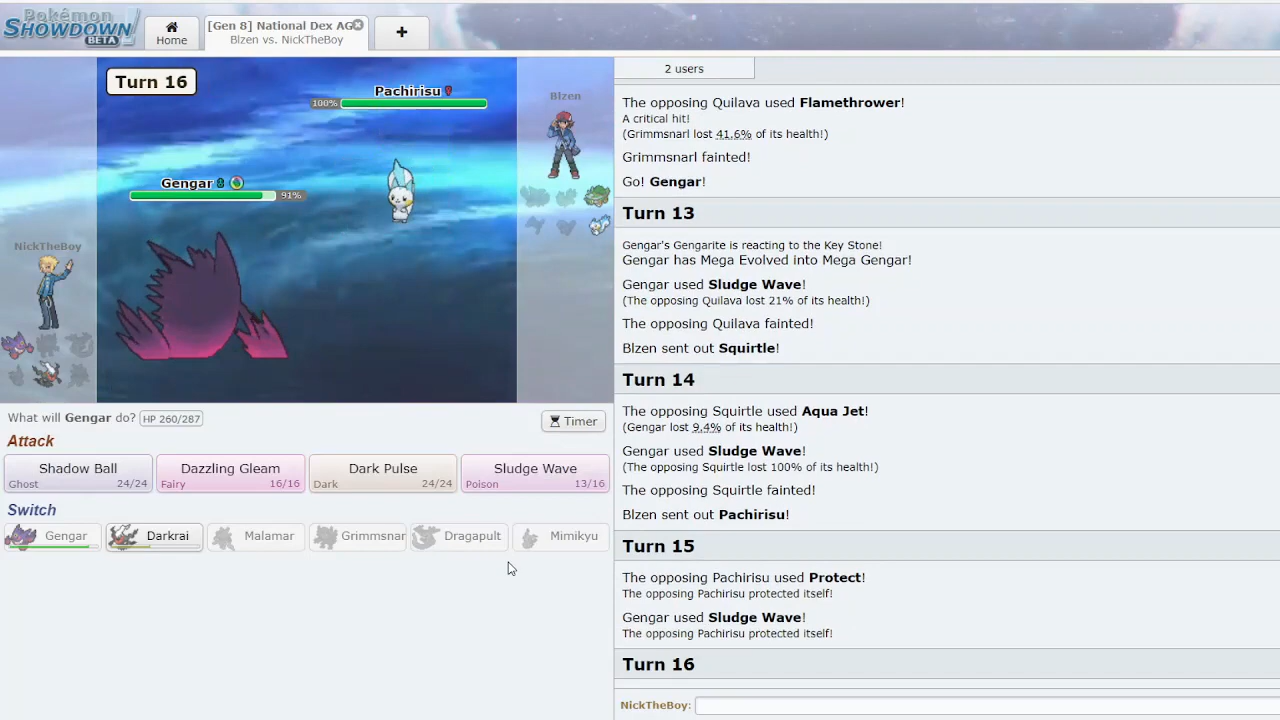 Pokémon
SHOWDOWN
BETA
Home
[Gen 8] National Dex AG
Blzen vs. NickTheBoy
+
Turn 16
Pachirisu
100%
Gengar
91%
Blzen
NickTheBoy
What will Gengar do? HP 260/287
Timer
Attack
Shadow Ball
Ghost 24/24
Dazzling Gleam
Fairy 16/16
Dark Pulse
Dark 24/24
Sludge Wave
Poison 13/16
Switch
Gengar
Darkrai
Malamar
Grimmsnar
Dragapult
Mimikyu
2 users
The opposing Quilava used Flamethrower!
A critical hit!
(Grimmsnarl lost 41.6% of its health!)
Grimmsnarl fainted!
Go! Gengar!
Turn 13
Gengar's Gengarite is reacting to the Key Stone!
Gengar has Mega Evolved into Mega Gengar!
Gengar used Sludge Wave!
(The opposing Quilava lost 21% of its health!)
The opposing Quilava fainted!
Blzen sent out Squirtle!
Turn 14
The opposing Squirtle used Aqua Jet!
(Gengar lost 9.4% of its health!)
Gengar used Sludge Wave!
(The opposing Squirtle lost 100% of its health!)
The opposing Squirtle fainted!
Blzen sent out Pachirisu!
Turn 15
The opposing Pachirisu used Protect!
The opposing Pachirisu protected itself!
Gengar used Sludge Wave!
The opposing Pachirisu protected itself!
Turn 16
NickTheBoy: